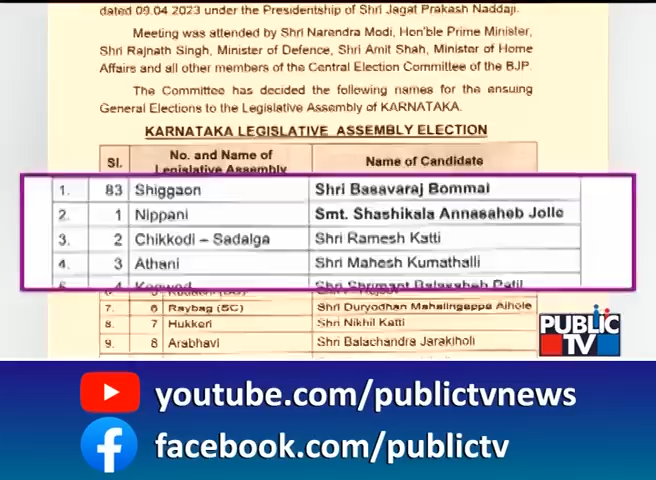 dated 09.04 2023 under the Presidentship of Shri Jagat Prakash Naddaji.
Meeting was attended by Shri Narendra Modi, Hon'ble Prime Minister,
Shri Rajnath Singh, Minister of Defence, Shri Amit Shah, Minister of Home
Affairs and all other members of the Central Election Committee of the BJP.
The Committee has decided the following names for the ensuing
General Elections to the Legislative Assembly of KARNATAKA.
KARNATAKA LEGISLATIVE ASSEMBLY ELECTION
Sl. No. and Name of Legislative Assembly Name of Candidate
1. 83 Shiggaon Shri Basavaraj Bommai
2. 1 Nippani Smt. Shashikala Annasaheb Jolle
3. 2 Chikkodi – Sadalga Shri Ramesh Katti
4. 3 Athani Shri Mahesh Kumathalli
5. 4 Kagwad Shri Shrimant Balasaheb Patil
7. 6 Raybag (SC) Shri Duryodhan Mahalingappa Aihole
8. 7 Hukkeri Shri Nikhil Katti
9. 8 Arabhavi Shri Balachandra Jarakiholi
PUBLiC TV
youtube.com/publictvnews
facebook.com/publictv